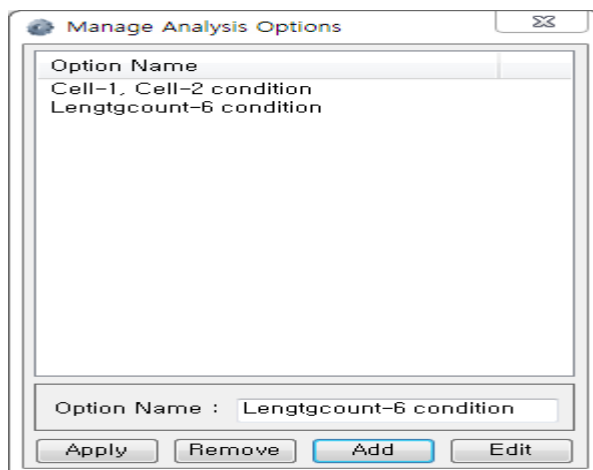 Manage Analysis Options
Option Name
Cell-1, Cell-2 condition
Lengtgcount-6 condition
Option Name : Lengtgcount-6 condition
Apply Remove Add Edit